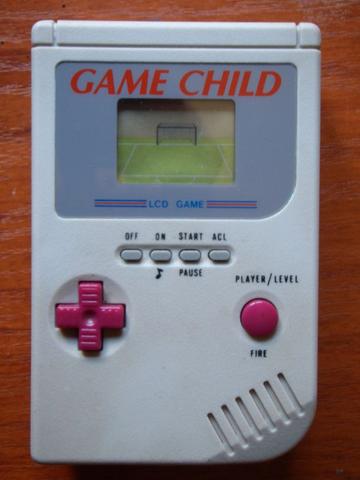 GAME CHILD
LCD GAME
OFF ON START ACL
PAUSE
PLAYER/LEVEL
FIRE